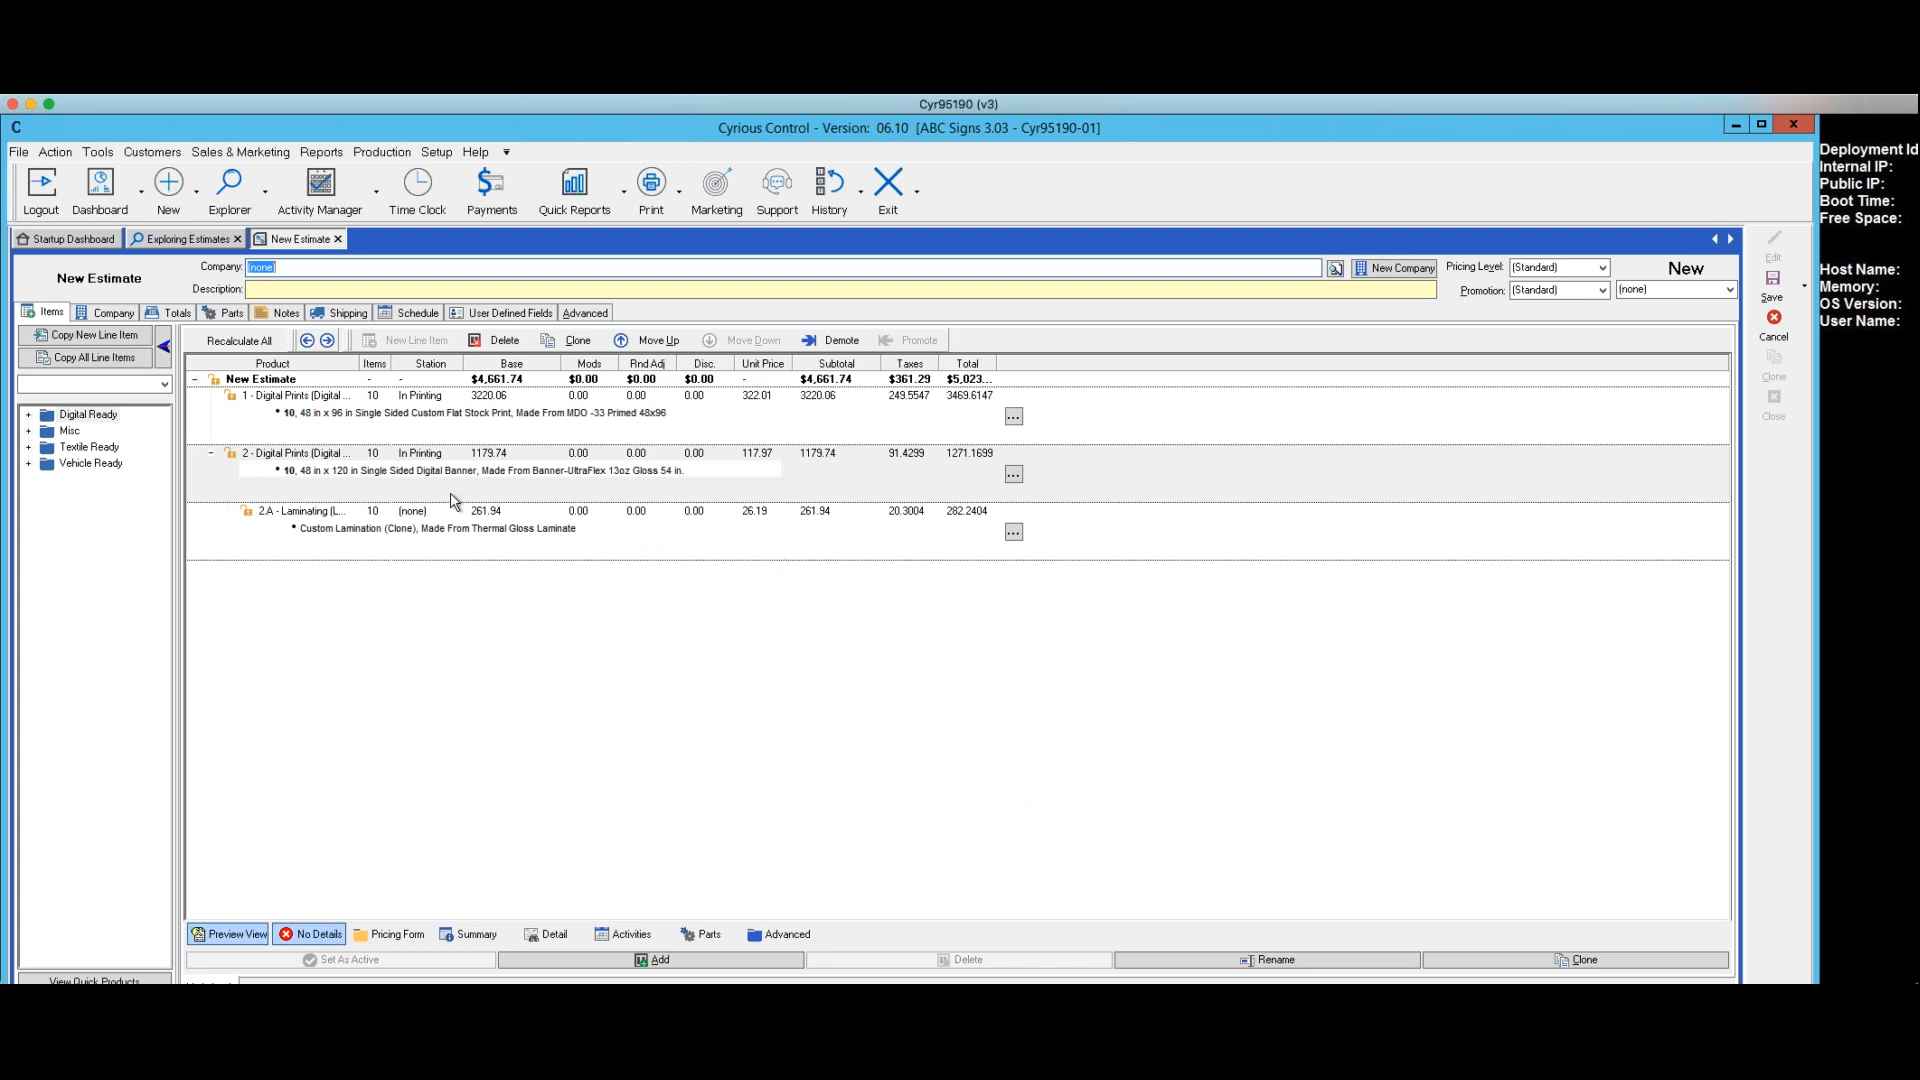 Cyr95190 (v3)
C
Cyrious Control - Version: 06.10 [ABC Signs 3.03 - Cyr95190-01]
File Action Tools Customers Sales & Marketing Reports Production Setup Help
Logout Dashboard New Explorer Activity Manager Time Clock Payments Quick Reports Print Marketing Support History Exit
Deployment Id
Internal IP:
Public IP:
Boot Time:
Free Space:
Host Name:
Memory:
OS Version:
User Name:
Startup Dashboard Exploring Estimates New Estimate
New Estimate
Company: (none) New Company Pricing Level: (Standard) New
Description: Promotion: (Standard) (none)
Edit
Save
Cancel
Clone
Close
Items Company Totals Parts Notes Shipping Schedule User Defined Fields Advanced
Copy New Line Item
Copy All Line Items
Digital Ready
Misc
Textile Ready
Vehicle Ready
View Quick Products
Recalculate All New Line Item Delete Clone Move Up Move Down Demote Promote
Product Items Station Base Mods Rnd Adj Disc. Unit Price Subtotal Taxes Total
New Estimate - - $4,661.74 $0.00 $0.00 $0.00 - $4,661.74 $361.29 $5,023...
1 - Digital Prints (Digital ... 10 In Printing 3220.06 0.00 0.00 0.00 322.01 3220.06 249.5547 3469.6147
• 10, 48 in x 96 in Single Sided Custom Flat Stock Print, Made From MDO -33 Primed 48x96
...
2 - Digital Prints (Digital ... 10 In Printing 1179.74 0.00 0.00 0.00 117.97 1179.74 91.4299 1271.1699
• 10, 48 in x 120 in Single Sided Digital Banner, Made From Banner-UltraFlex 13oz Gloss 54 in.
...
2.A - Laminating (L... 10 (none) 261.94 0.00 0.00 0.00 26.19 261.94 20.3004 282.2404
• Custom Lamination (Clone), Made From Thermal Gloss Laminate
...
Preview View No Details Pricing Form Summary Detail Activities Parts Advanced
Set As Active Add Delete Rename Clone